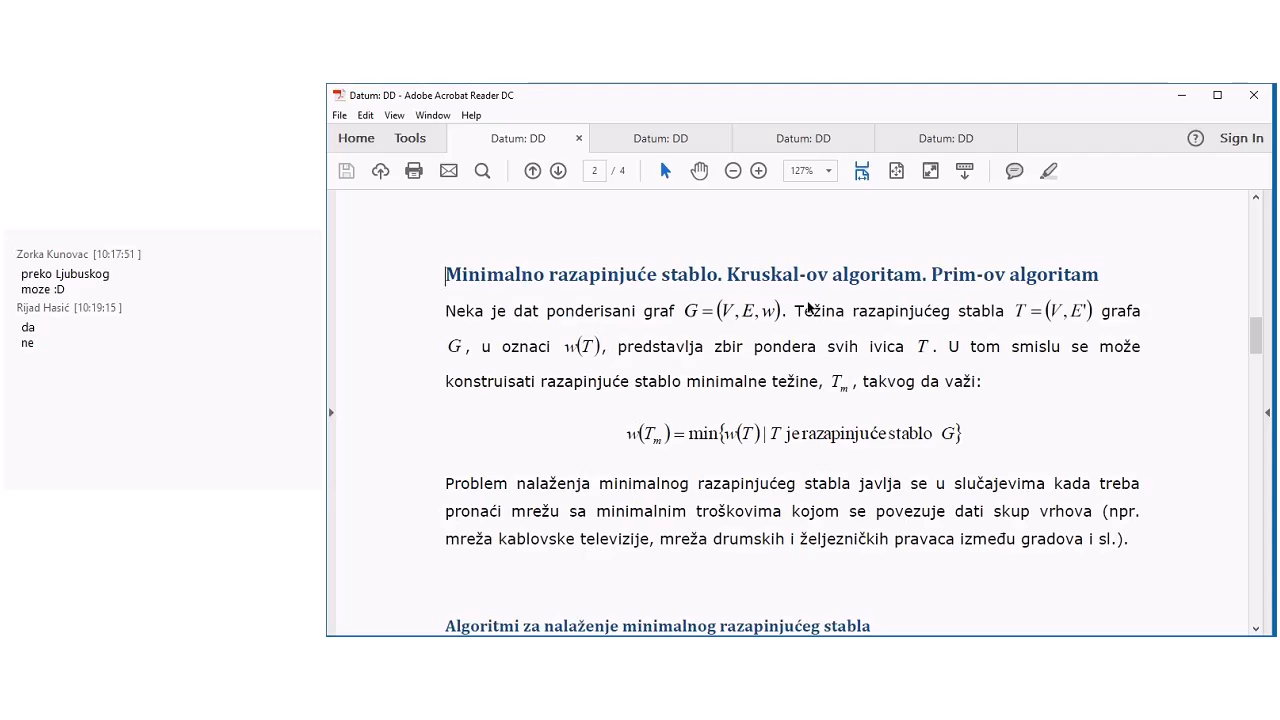 Datum: DD - Adobe Acrobat Reader DC
File Edit View Window Help
Home Tools Datum: DD × Datum: DD Datum: DD Datum: DD ? Sign In
2 / 4 127%
Zorka Kunovac [10:17:51 ]
preko Ljubuskog
moze :D
Rijad Hasić [10:19:15 ]
da
ne
Minimalno razapinjuće stablo. Kruskal-ov algoritam. Prim-ov algoritam
Neka je dat ponderisani graf G = (V, E, w). Težina razapinjućeg stabla T = (V, E') grafa
G, u oznaci w(T), predstavlja zbir pondera svih ivica T. U tom smislu se može
konstruisati razapinjuće stablo minimalne težine, Tm, takvog da važi:
w(Tm) = min{w(T) | T je razapinjuće stablo G}
Problem nalaženja minimalnog razapinjućeg stabla javlja se u slučajevima kada treba
pronaći mrežu sa minimalnim troškovima kojom se povezuje dati skup vrhova (npr.
mreža kablovske televizije, mreža drumskih i željezničkih pravaca između gradova i sl.).
Algoritmi za nalaženje minimalnog razapinjućeg stabla